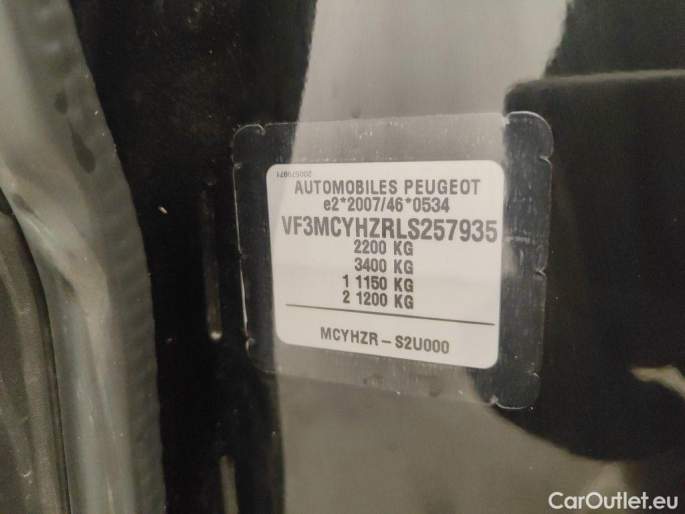 AUTOMOBILES PEUGEOT
e2*2007/46*0534
VF3MCYHZRLS257935
2200 KG
3400 KG
1 1150 KG
2 1200 KG
MCYHZR-S2U000
CarOutlet.eu